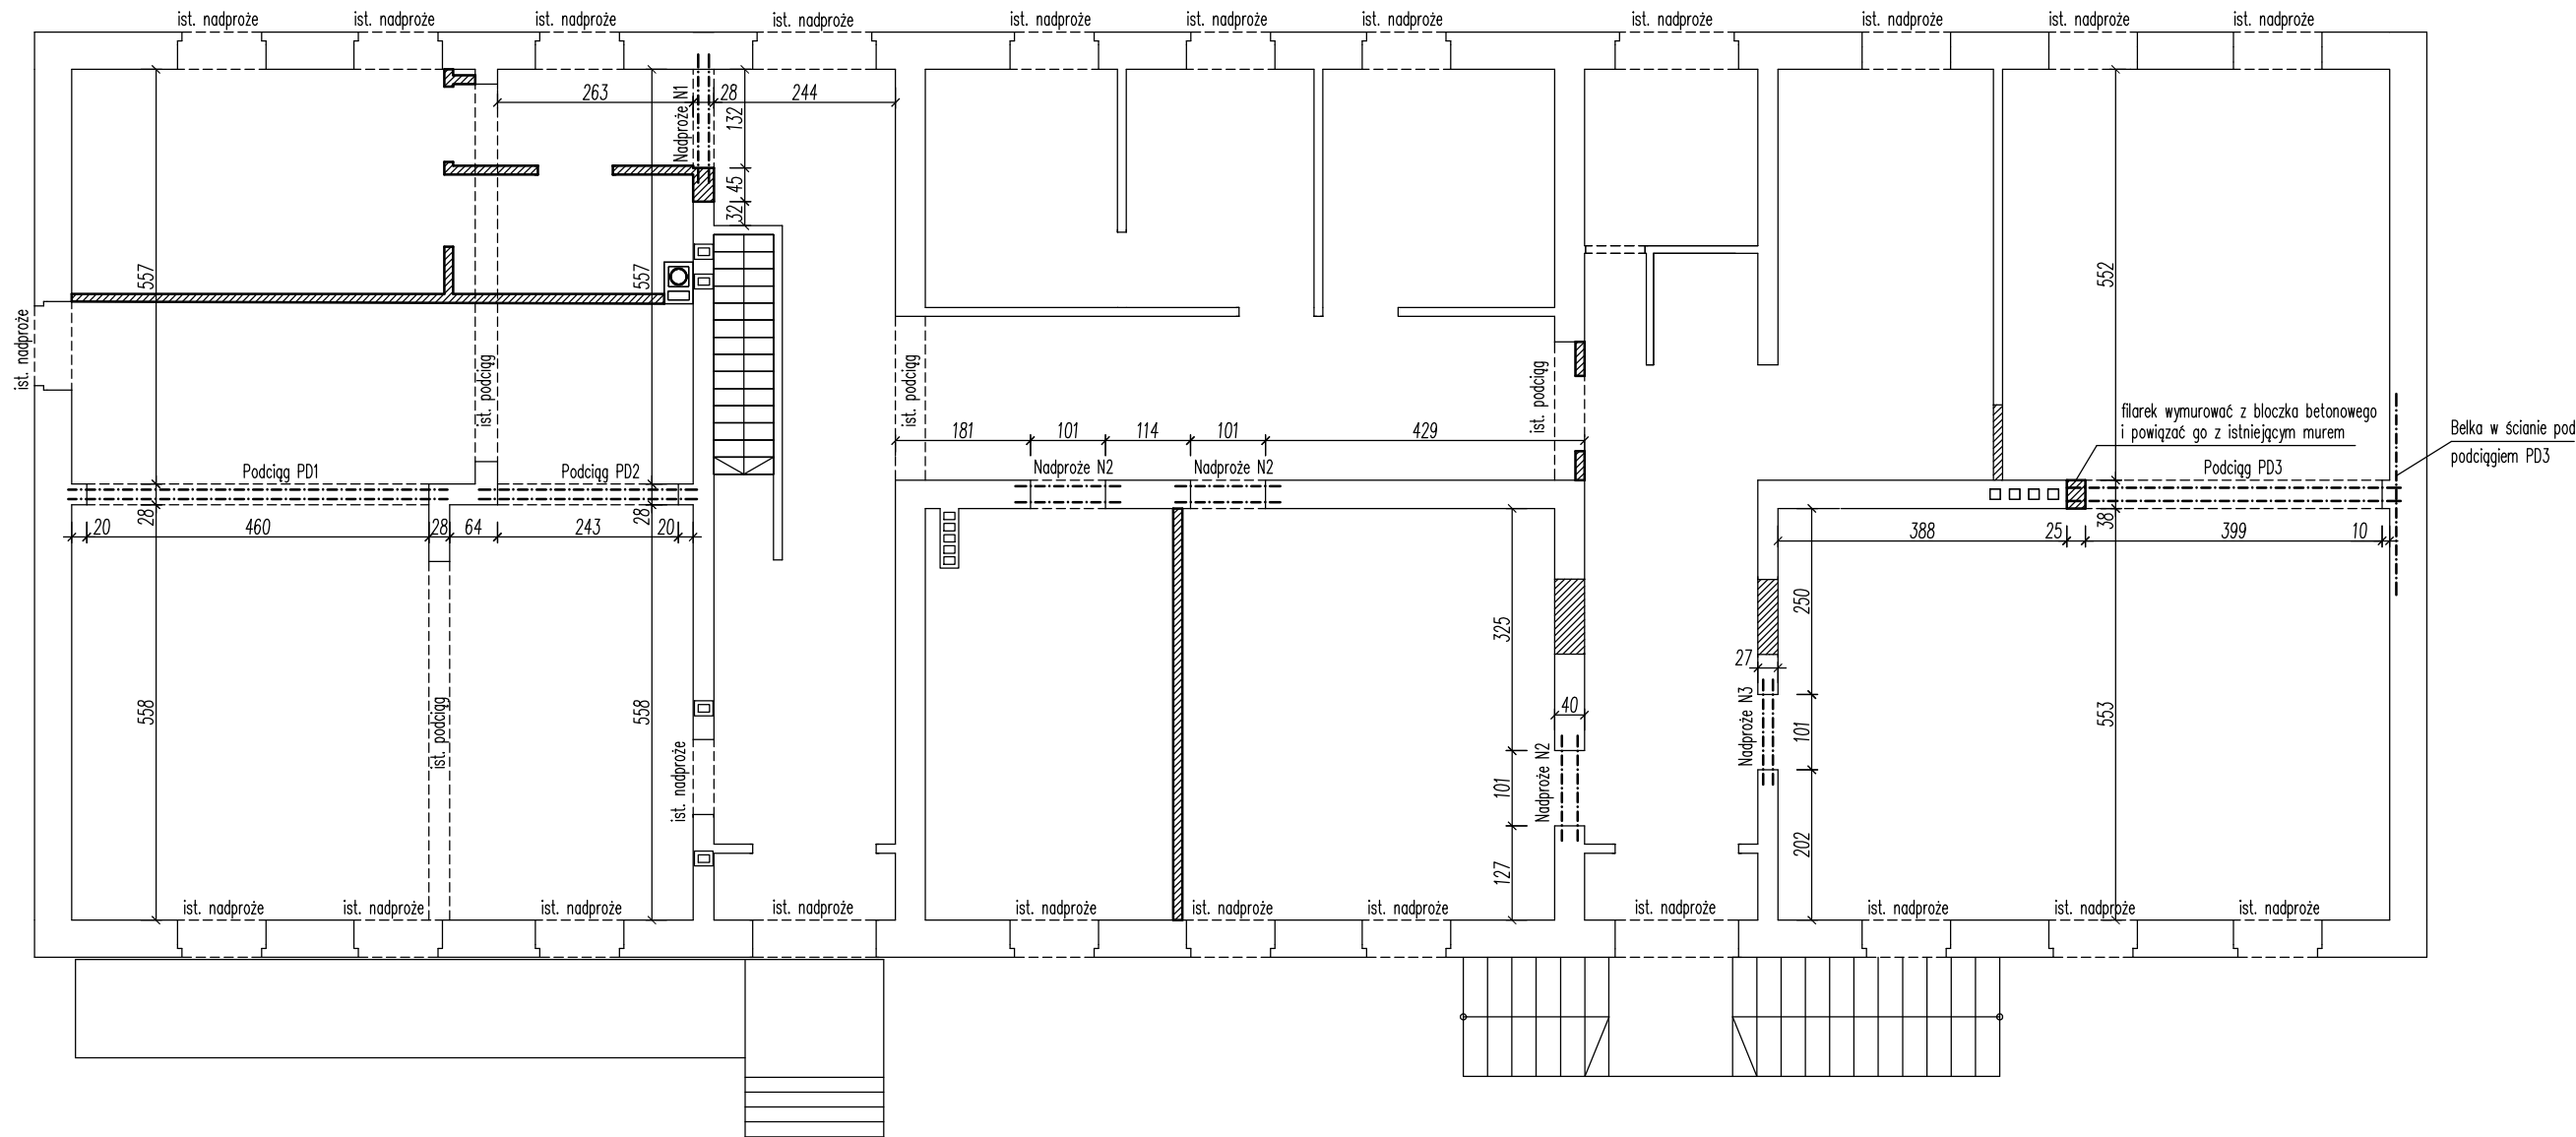 ist. nadproże
ist. nadproże
ist. nadproże
ist. nadproże
ist. nadproże
ist. nadproże
ist. nadproże
ist. nadproże
ist. nadproże
ist. nadproże
ist. nadproże
263
28
244
Nadproże N1
132
45
32
557
557
552
ist. nadproże
ist. podciąg
ist. podciąg
ist. podciąg
filarek wymurować z bloczka betonowego
i powiązać go z istniejącym murem
Belka w ścianie pod
podciągiem PD3
181
101
114
101
429
Podciąg PD1
Podciąg PD2
Nadproże N2
Nadproże N2
Podciąg PD3
28
28
38
20
460
28
64
243
20
388
25
399
10
325
250
27
40
558
ist. podciąg
558
ist. nadproże
Nadproże N2
101
Nadproże N3
101
553
127
202
ist. nadproże
ist. nadproże
ist. nadproże
ist. nadproże
ist. nadproże
ist. nadproże
ist. nadproże
ist. nadproże
ist. nadproże
ist. nadproże
ist. nadproże